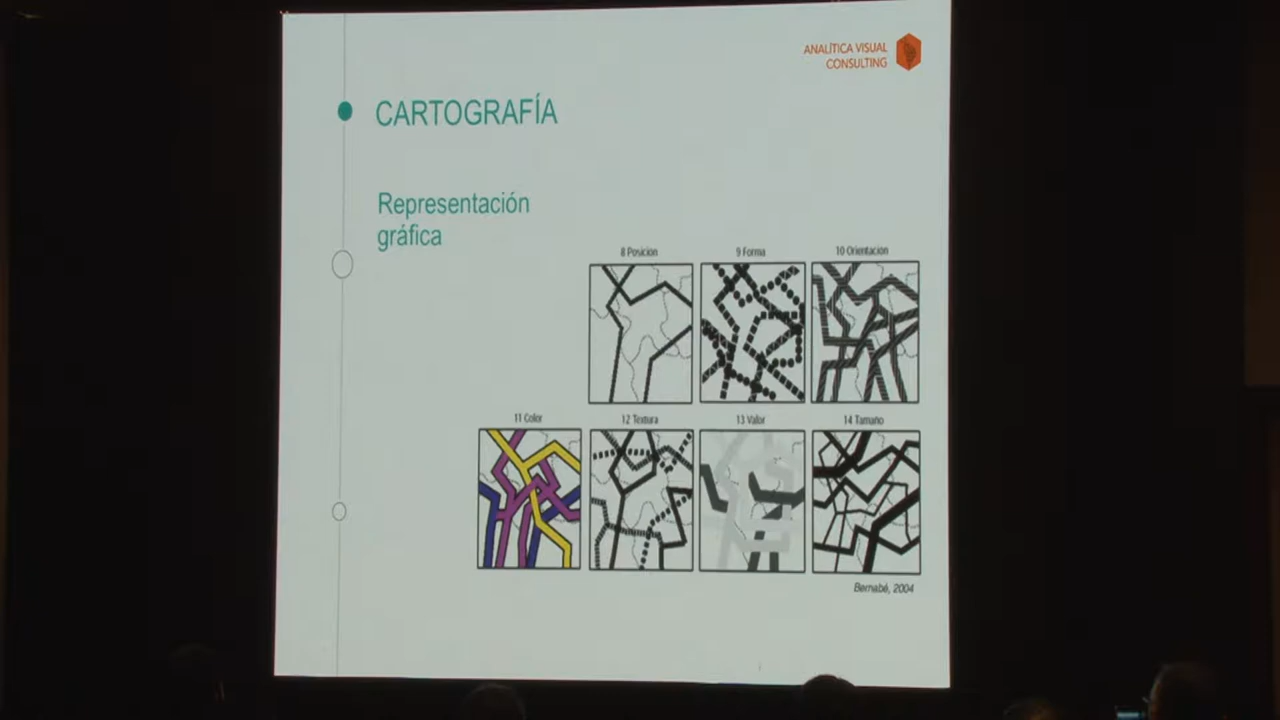 ANALÍTICA VISUAL
CONSULTING
CARTOGRAFÍA
Representación
gráfica
8 Posicion
9 Forma
10 Orientación
11 Color
12 Textura
13 Valor
14 Tamaño
Bernabé, 2004